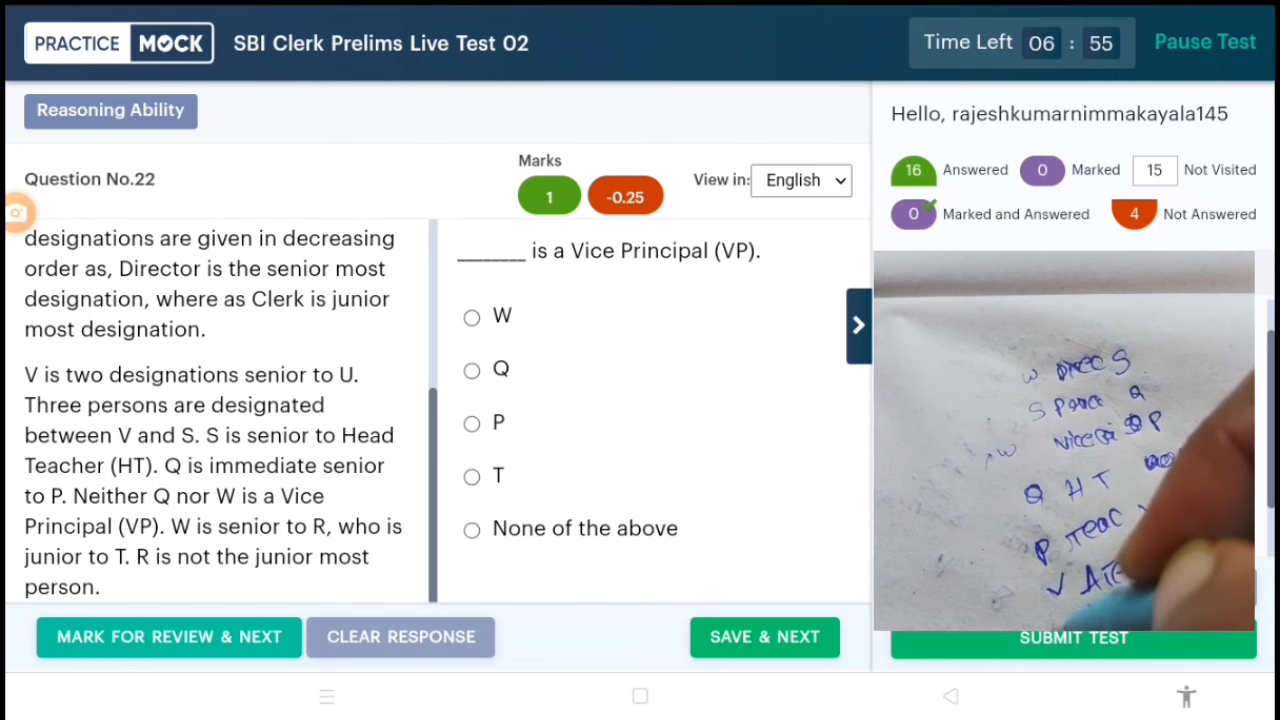 PRACTICE MOCK
SBI Clerk Prelims Live Test 02
Time Left 06 : 55
Pause Test
Reasoning Ability
Hello, rajeshkumarnimmakayala145
Question No.22
Marks
1
-0.25
View in: English
16 Answered 0 Marked 15 Not Visited
0 Marked and Answered 4 Not Answered
designations are given in decreasing
order as, Director is the senior most
designation, where as Clerk is junior
most designation.
V is two designations senior to U.
Three persons are designated
between V and S. S is senior to Head
Teacher (HT). Q is immediate senior
to P. Neither Q nor W is a Vice
Principal (VP). W is senior to R, who is
junior to T. R is not the junior most
person.
________ is a Vice Principal (VP).
W
Q
P
T
None of the above
W S
S Q
W P
Q HT
P Teac
V
MARK FOR REVIEW & NEXT
CLEAR RESPONSE
SAVE & NEXT
SUBMIT TEST